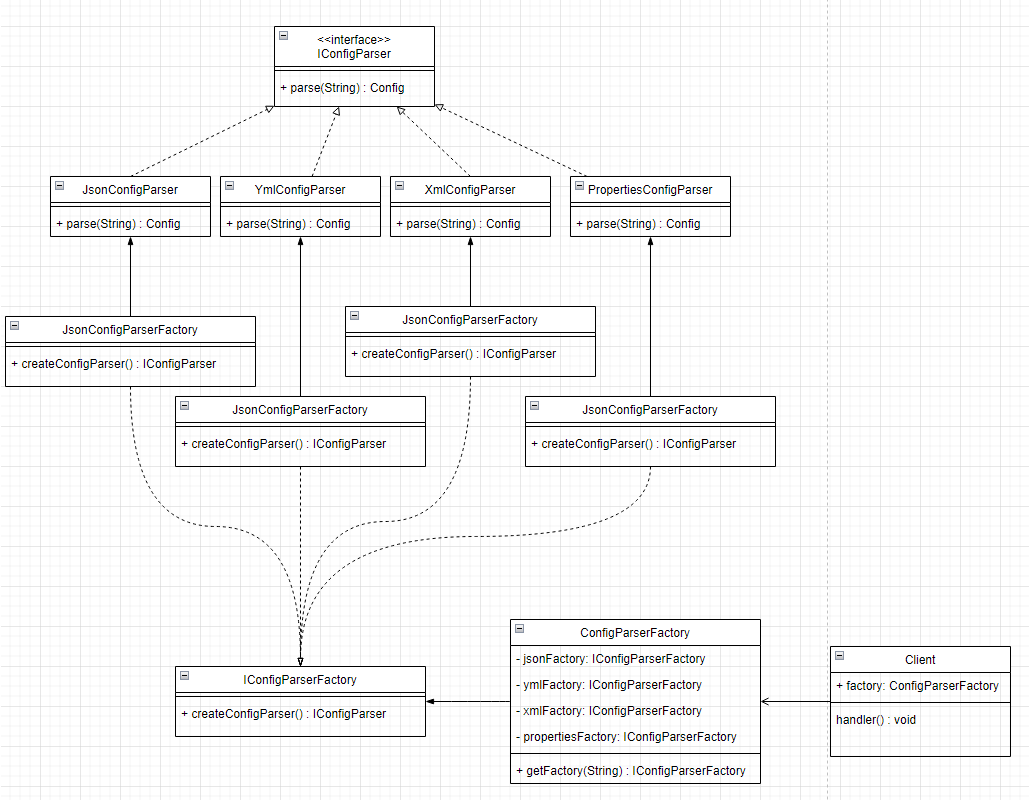 <<interface>>
IConfigParser
+ parse(String) : Config
JsonConfigParser
+ parse(String) : Config
YmlConfigParser
+ parse(String) : Config
XmlConfigParser
+ parse(String) : Config
PropertiesConfigParser
+ parse(String) : Config
JsonConfigParserFactory
+ createConfigParser() : IConfigParser
JsonConfigParserFactory
+ createConfigParser() : IConfigParser
JsonConfigParserFactory
+ createConfigParser() : IConfigParser
JsonConfigParserFactory
+ createConfigParser() : IConfigParser
IConfigParserFactory
+ createConfigParser() : IConfigParser
ConfigParserFactory
- jsonFactory: IConfigParserFactory
- ymlFactory: IConfigParserFactory
- xmlFactory: IConfigParserFactory
- propertiesFactory: IConfigParserFactory
+ getFactory(String) : IConfigParserFactory
Client
+ factory: ConfigParserFactory
handler() : void